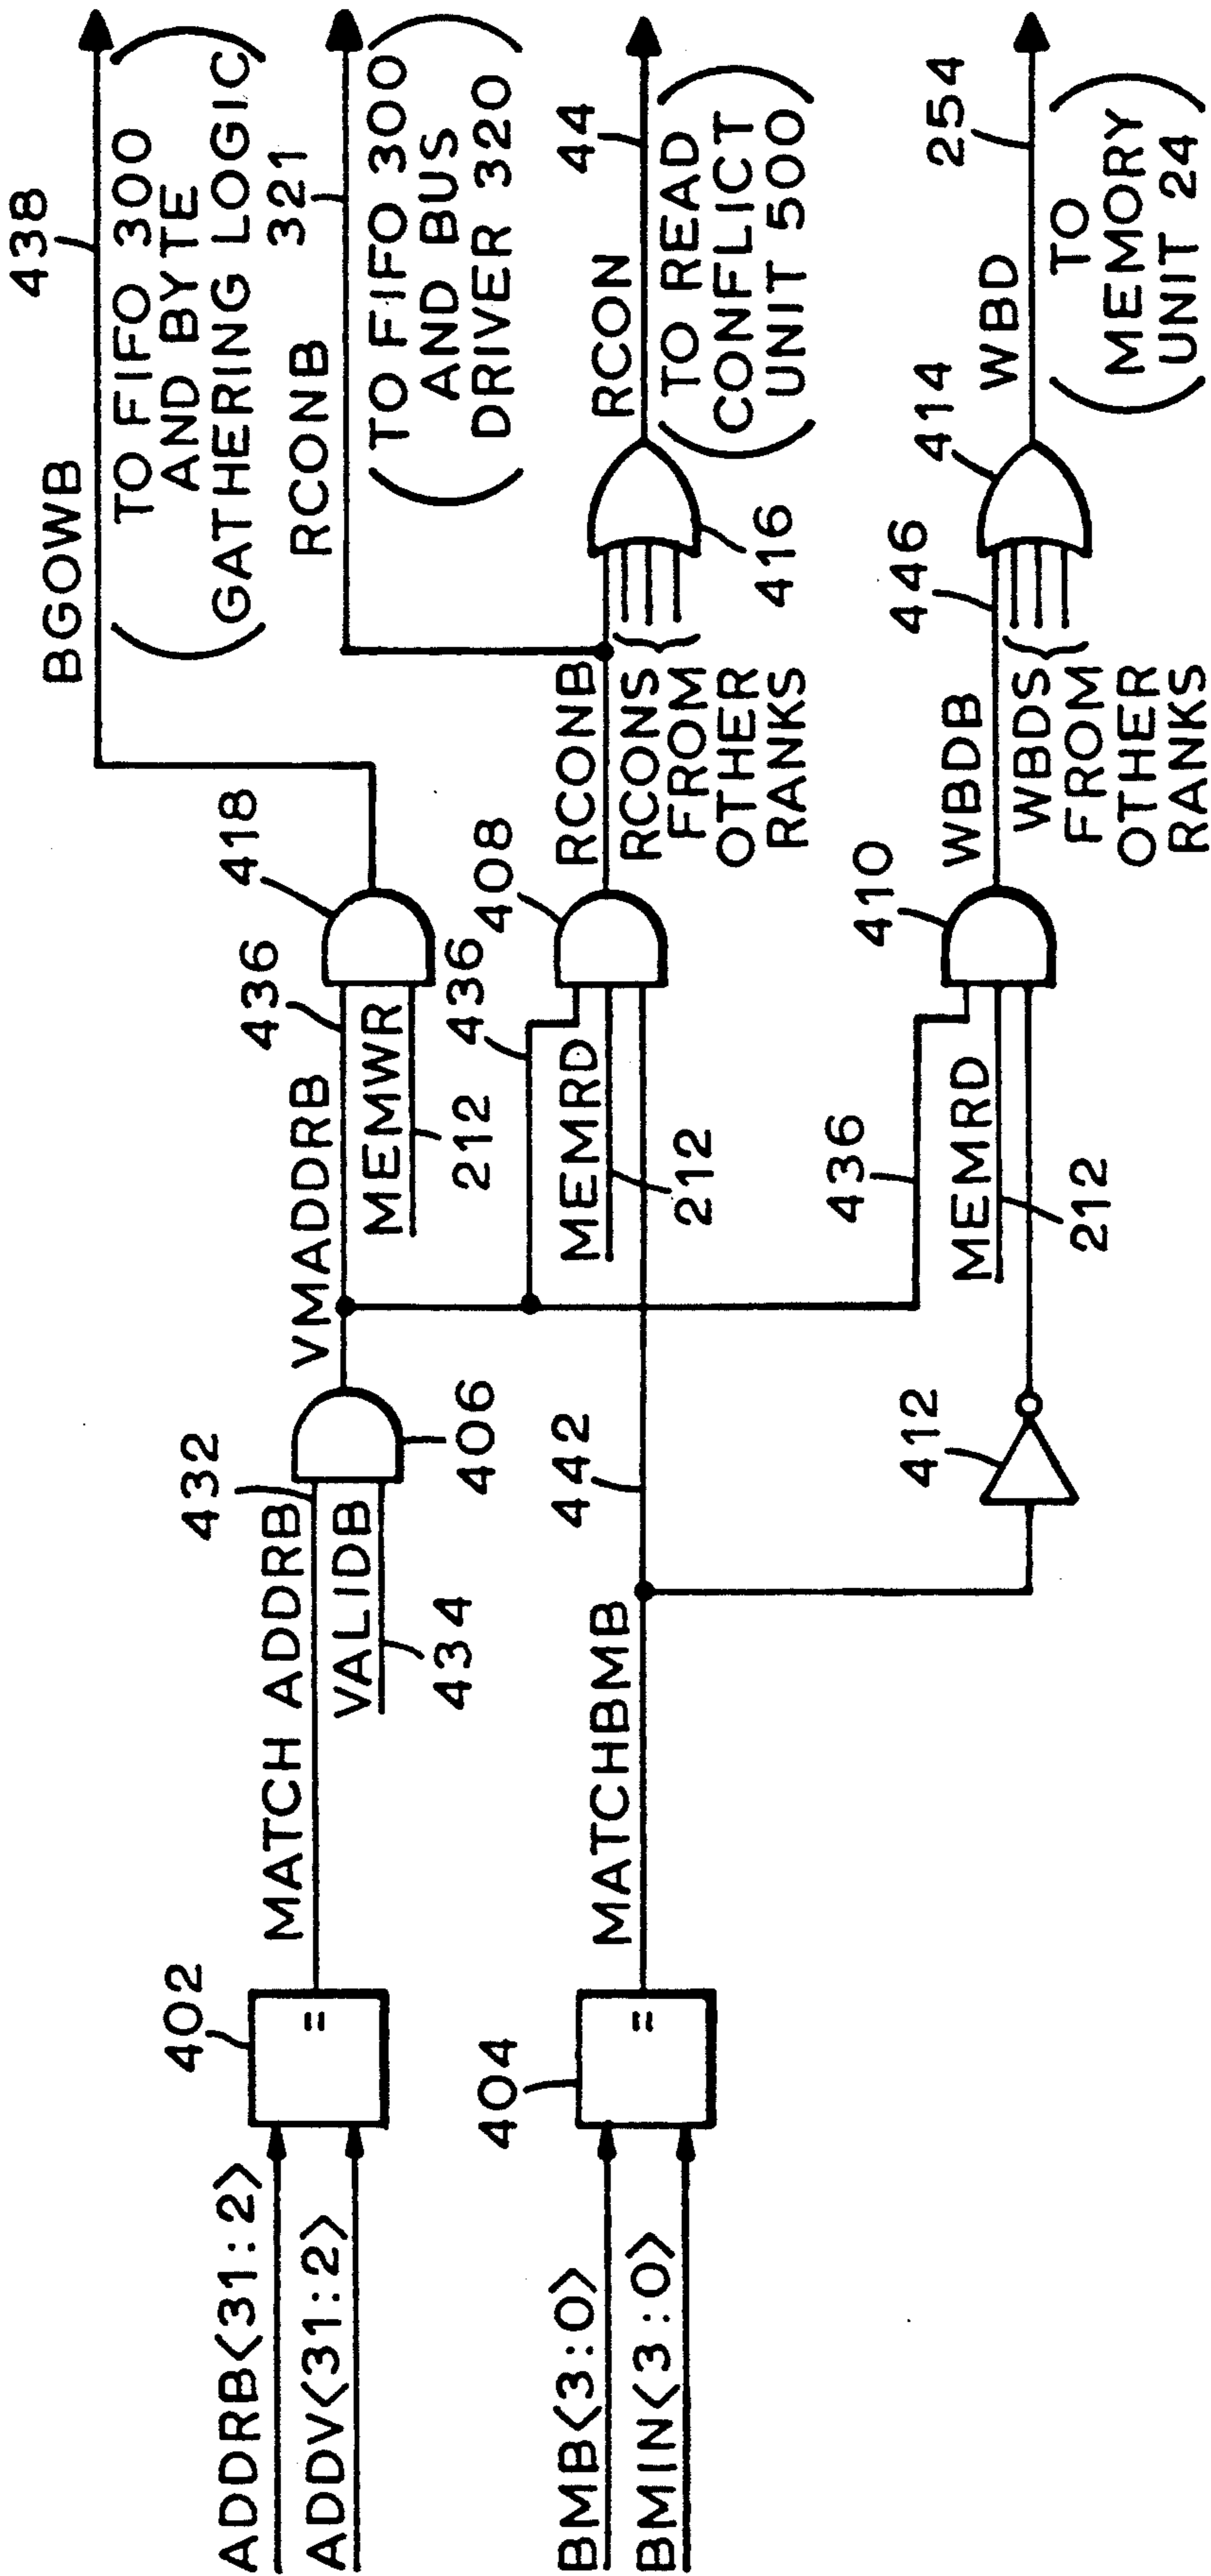 ADDRB<31:2>
ADDV<31:2>
402
=
MATCH ADDRB
432
VALIDB
434
406
VMADDRB
436
MEMWR
212
418
BGOWB
438
TO FIFO 300
AND BYTE
GATHERING LOGIC
RCONB
321
TO FIFO 300
AND BUS
DRIVER 320
BMB<3:0>
BMIN<3:0>
404
=
MATCHBMB
442
436
MEMRD
212
408
RCONB
RCONS
FROM
OTHER
RANKS
416
RCON
44
TO READ
CONFLICT
UNIT 500
412
436
MEMRD
212
410
WBDB
446
WBDS
FROM
OTHER
RANKS
414
WBD
254
TO
MEMORY
UNIT 24